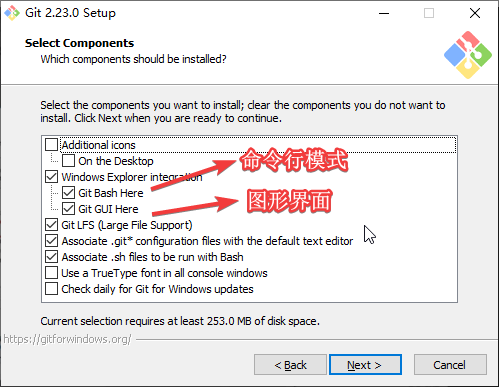 Git 2.23.0 Setup
Select Components
Which components should be installed?
Select the components you want to install; clear the components you do not want to
install. Click Next when you are ready to continue.
Additional icons
On the Desktop
命令行模式
Windows Explorer integration
Git Bash Here
Git GUI Here
图形界面
Git LFS (Large File Support)
Associate .git* configuration files with the default text editor
Associate .sh files to be run with Bash
Use a TrueType font in all console windows
Check daily for Git for Windows updates
Current selection requires at least 253.0 MB of disk space.
https://gitforwindows.org/
< Back
Next >
Cancel